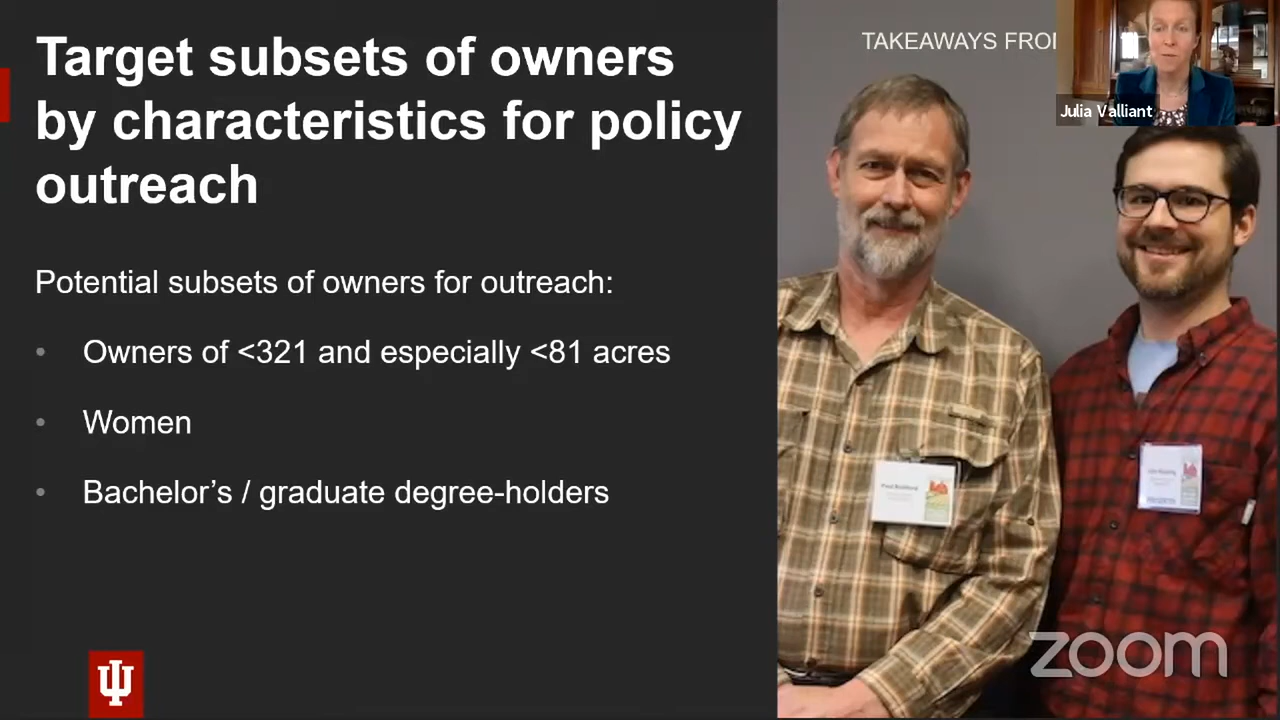 Target subsets of owners
by characteristics for policy
outreach
Potential subsets of owners for outreach:
• Owners of <321 and especially <81 acres
• Women
• Bachelor’s / graduate degree-holders
TAKEAWAYS FRO
Julia Valliant
zoom